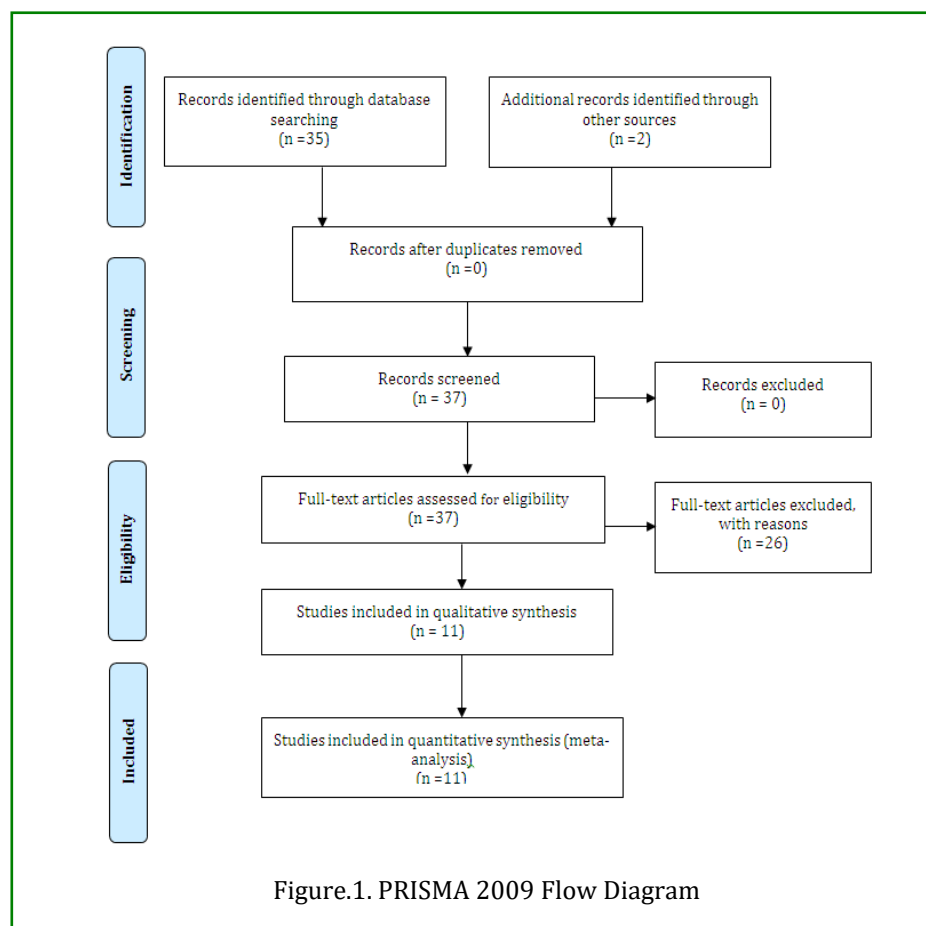 Identification
Records identified through database
searching
(n =35)
Additional records identified through
other sources
(n =2)
Records after duplicates removed
(n =0)
Screening
Records screened
(n = 37)
Records excluded
(n = 0)
Eligibility
Full-text articles assessed for eligibility
(n =37)
Full-text articles excluded,
with reasons
(n =26)
Studies included in qualitative synthesis
(n = 11)
Included
Studies included in quantitative synthesis (meta-
analysis)
(n =11)
Figure.1. PRISMA 2009 Flow Diagram